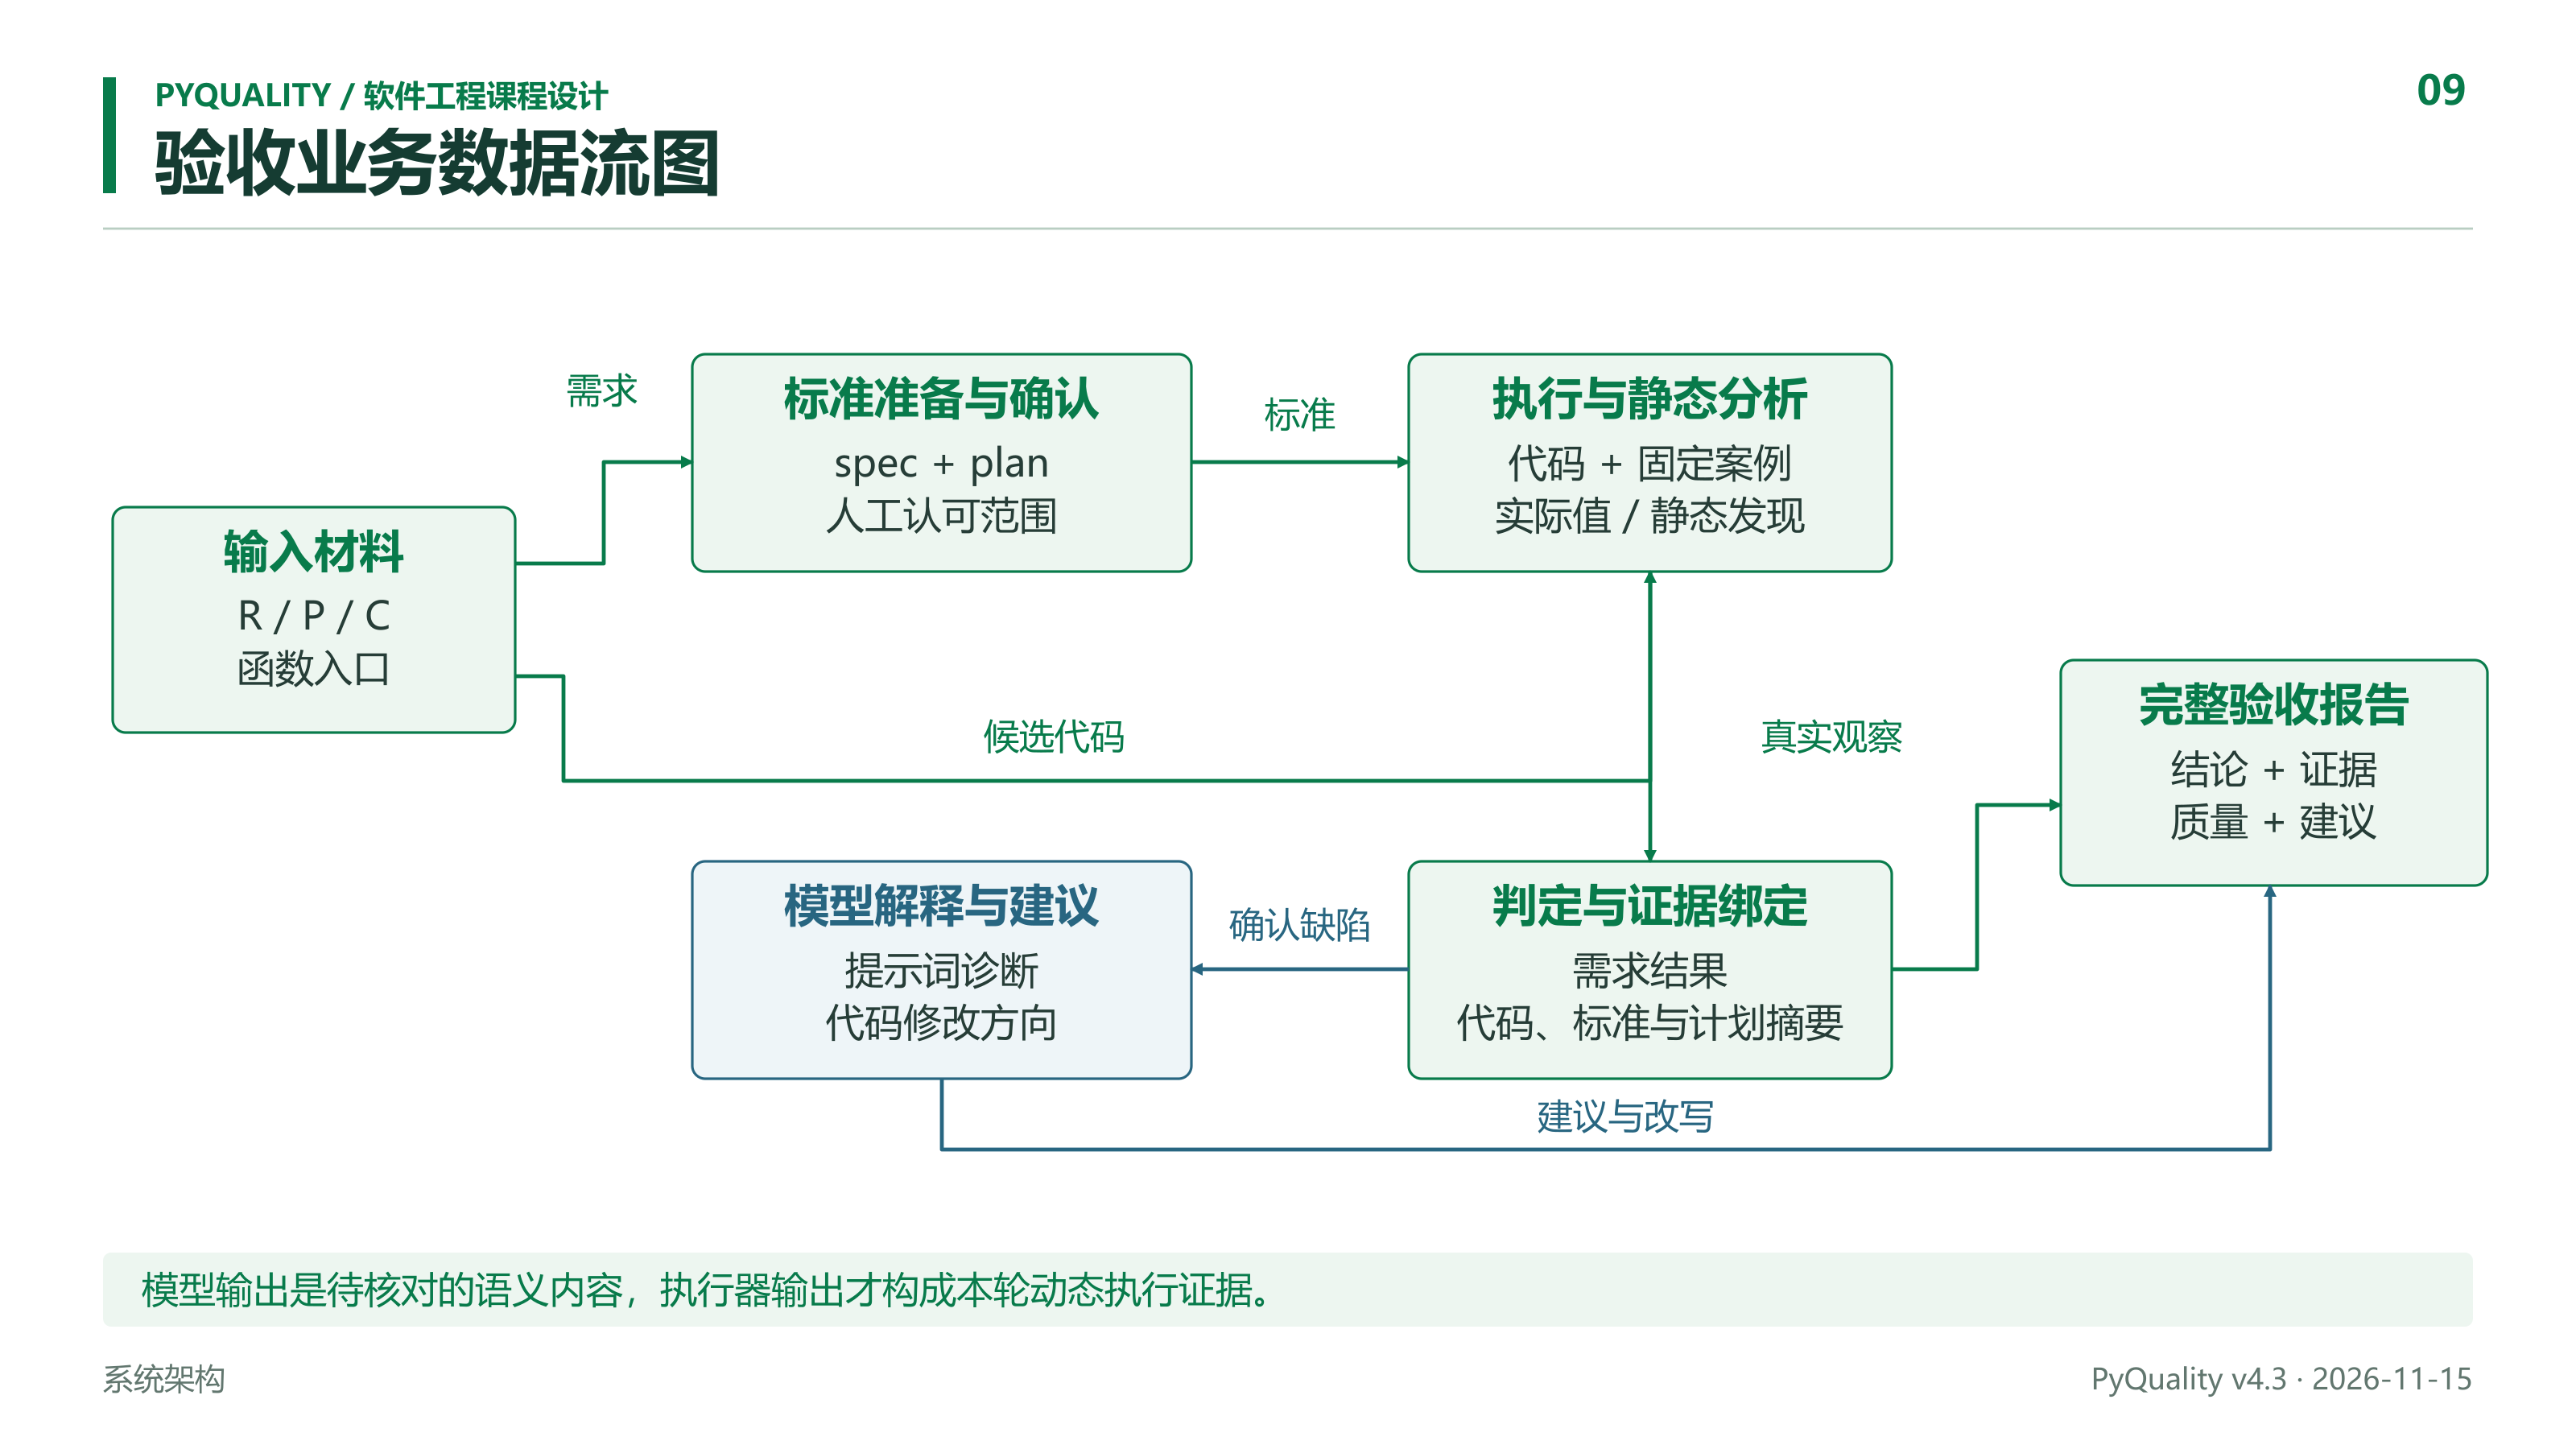 PYQUALITY / 软件工程课程设计
09
验收业务数据流图
需求
标准准备与确认
spec + plan
人工认可范围
标准
执行与静态分析
代码 + 固定案例
实际值 / 静态发现
输入材料
R / P / C
函数入口
候选代码
真实观察
完整验收报告
结论 + 证据
质量 + 建议
模型解释与建议
提示词诊断
代码修改方向
确认缺陷
判定与证据绑定
需求结果
代码、标准与计划摘要
建议与改写
模型输出是待核对的语义内容，执行器输出才构成本轮动态执行证据。
系统架构
PyQuality v4.3 · 2026-11-15